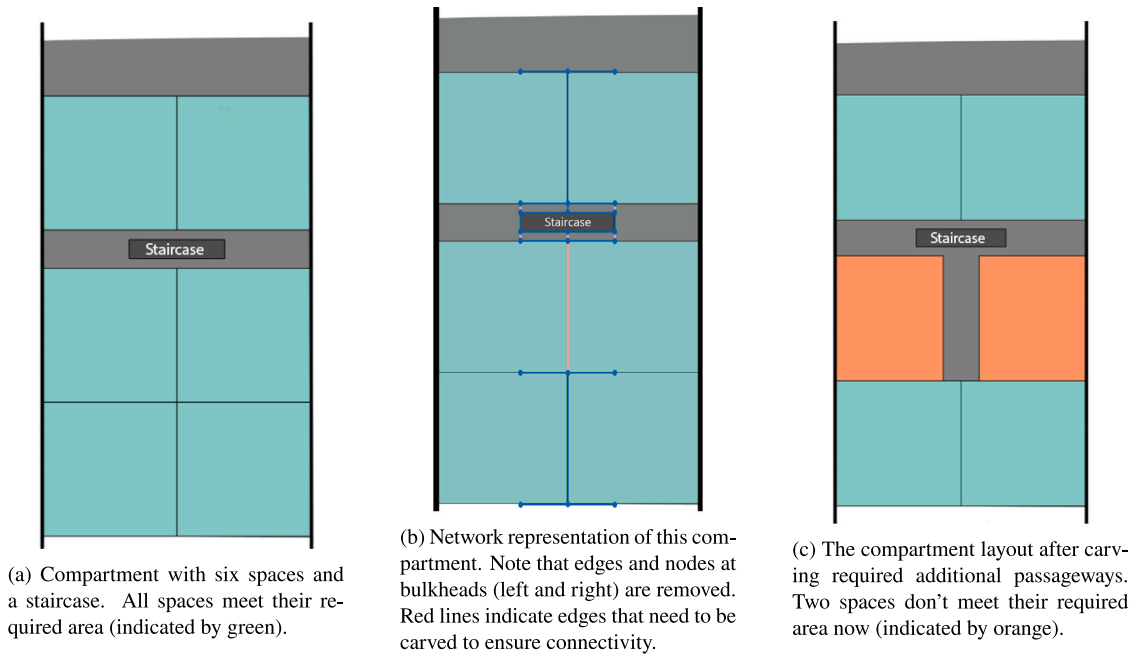 Staircase
Staircase
Staircase
(a) Compartment with six spaces and
a staircase. All spaces meet their re-
quired area (indicated by green).
(b) Network representation of this com-
partment. Note that edges and nodes at
bulkheads (left and right) are removed.
Red lines indicate edges that need to be
carved to ensure connectivity.
(c) The compartment layout after carv-
ing required additional passageways.
Two spaces don't meet their required
area now (indicated by orange).